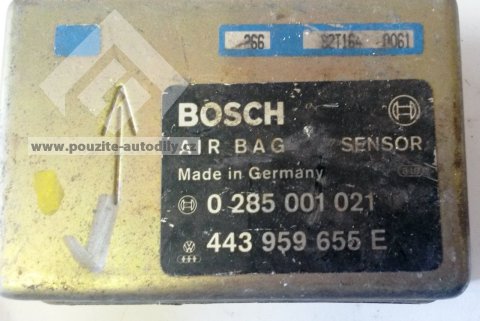 266 82T164 0061
BOSCH
AIR BAG SENSOR
www.pouzite-autodily.cz
Made in Germany
0 285 001 021
443 959 655 E